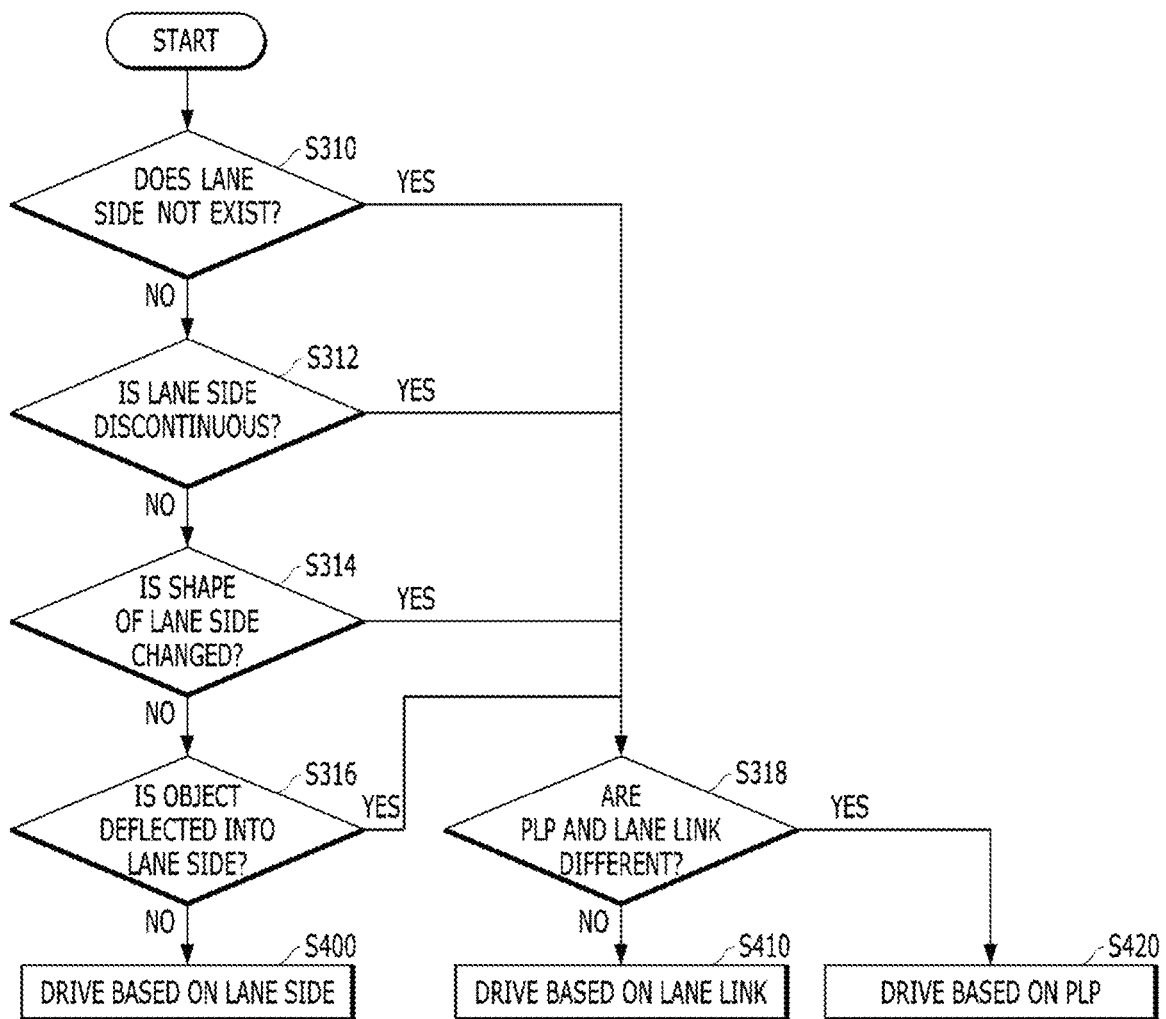 START
S310
DOES LANE
SIDE NOT EXIST?
YES
NO
S312
IS LANE SIDE
DISCONTINUOUS?
YES
NO
S314
IS SHAPE
OF LANE SIDE
CHANGED?
YES
NO
S316
IS OBJECT
DEFLECTED INTO
LANE SIDE?
YES
NO
S318
ARE
PLP AND LANE LINK
DIFFERENT?
YES
NO
S400
DRIVE BASED ON LANE SIDE
S410
DRIVE BASED ON LANE LINK
S420
DRIVE BASED ON PLP